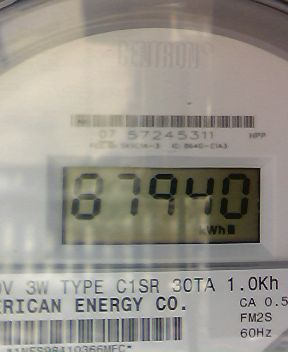 CENTRON
07 57245311 HPP
87940
kWh
0V 3W TYPE C1SR 30TA 1.0Kh
ERICAN ENERGY CO.
CA 0.5
FM2S
60Hz